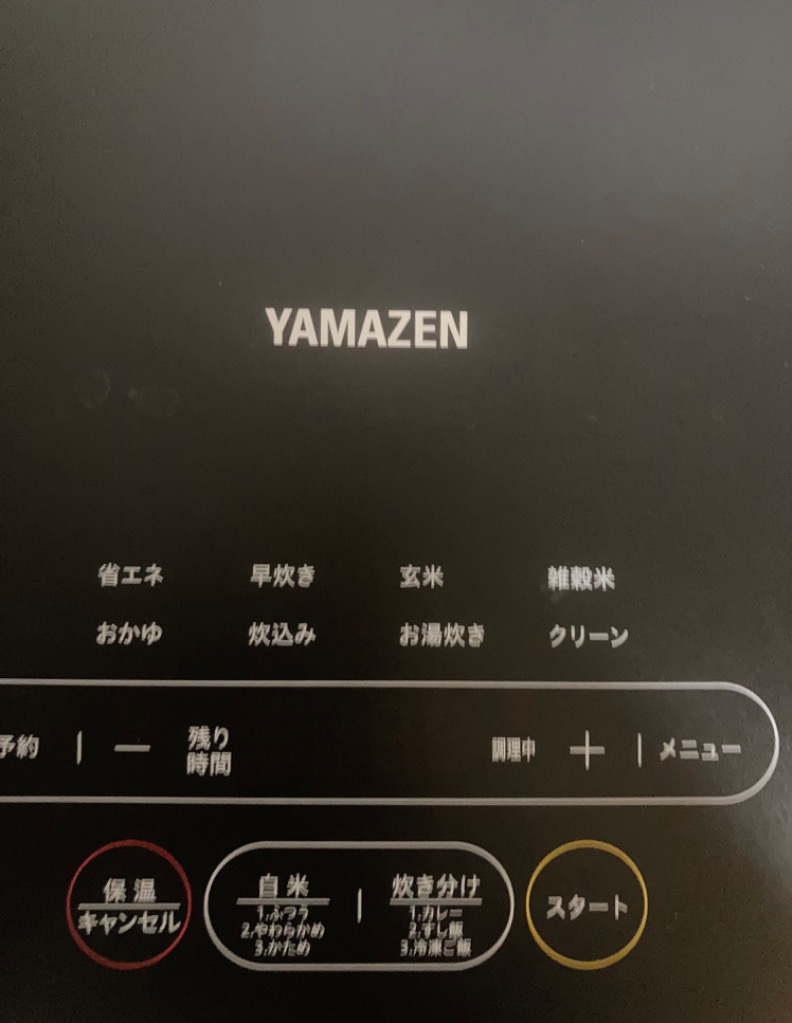 YAMAZEN
省エネ 早炊き 玄米 雑穀米
おかゆ 炊込み お湯炊き クリーン
予約 | − 残り時間 調理中 + | メニュー
保温
キャンセル
白米
1.ふつう
2.やわらかめ
3.かため
炊き分け
1.カレー
2.すし飯
3.冷凍ご飯
スタート